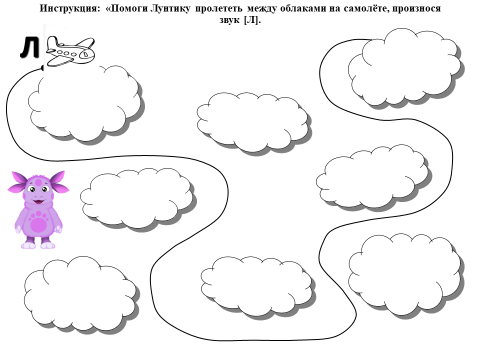 Инструкция: «Помоги Лунтику пролететь между облаками на самолёте, произнося
звук [Л].
Л